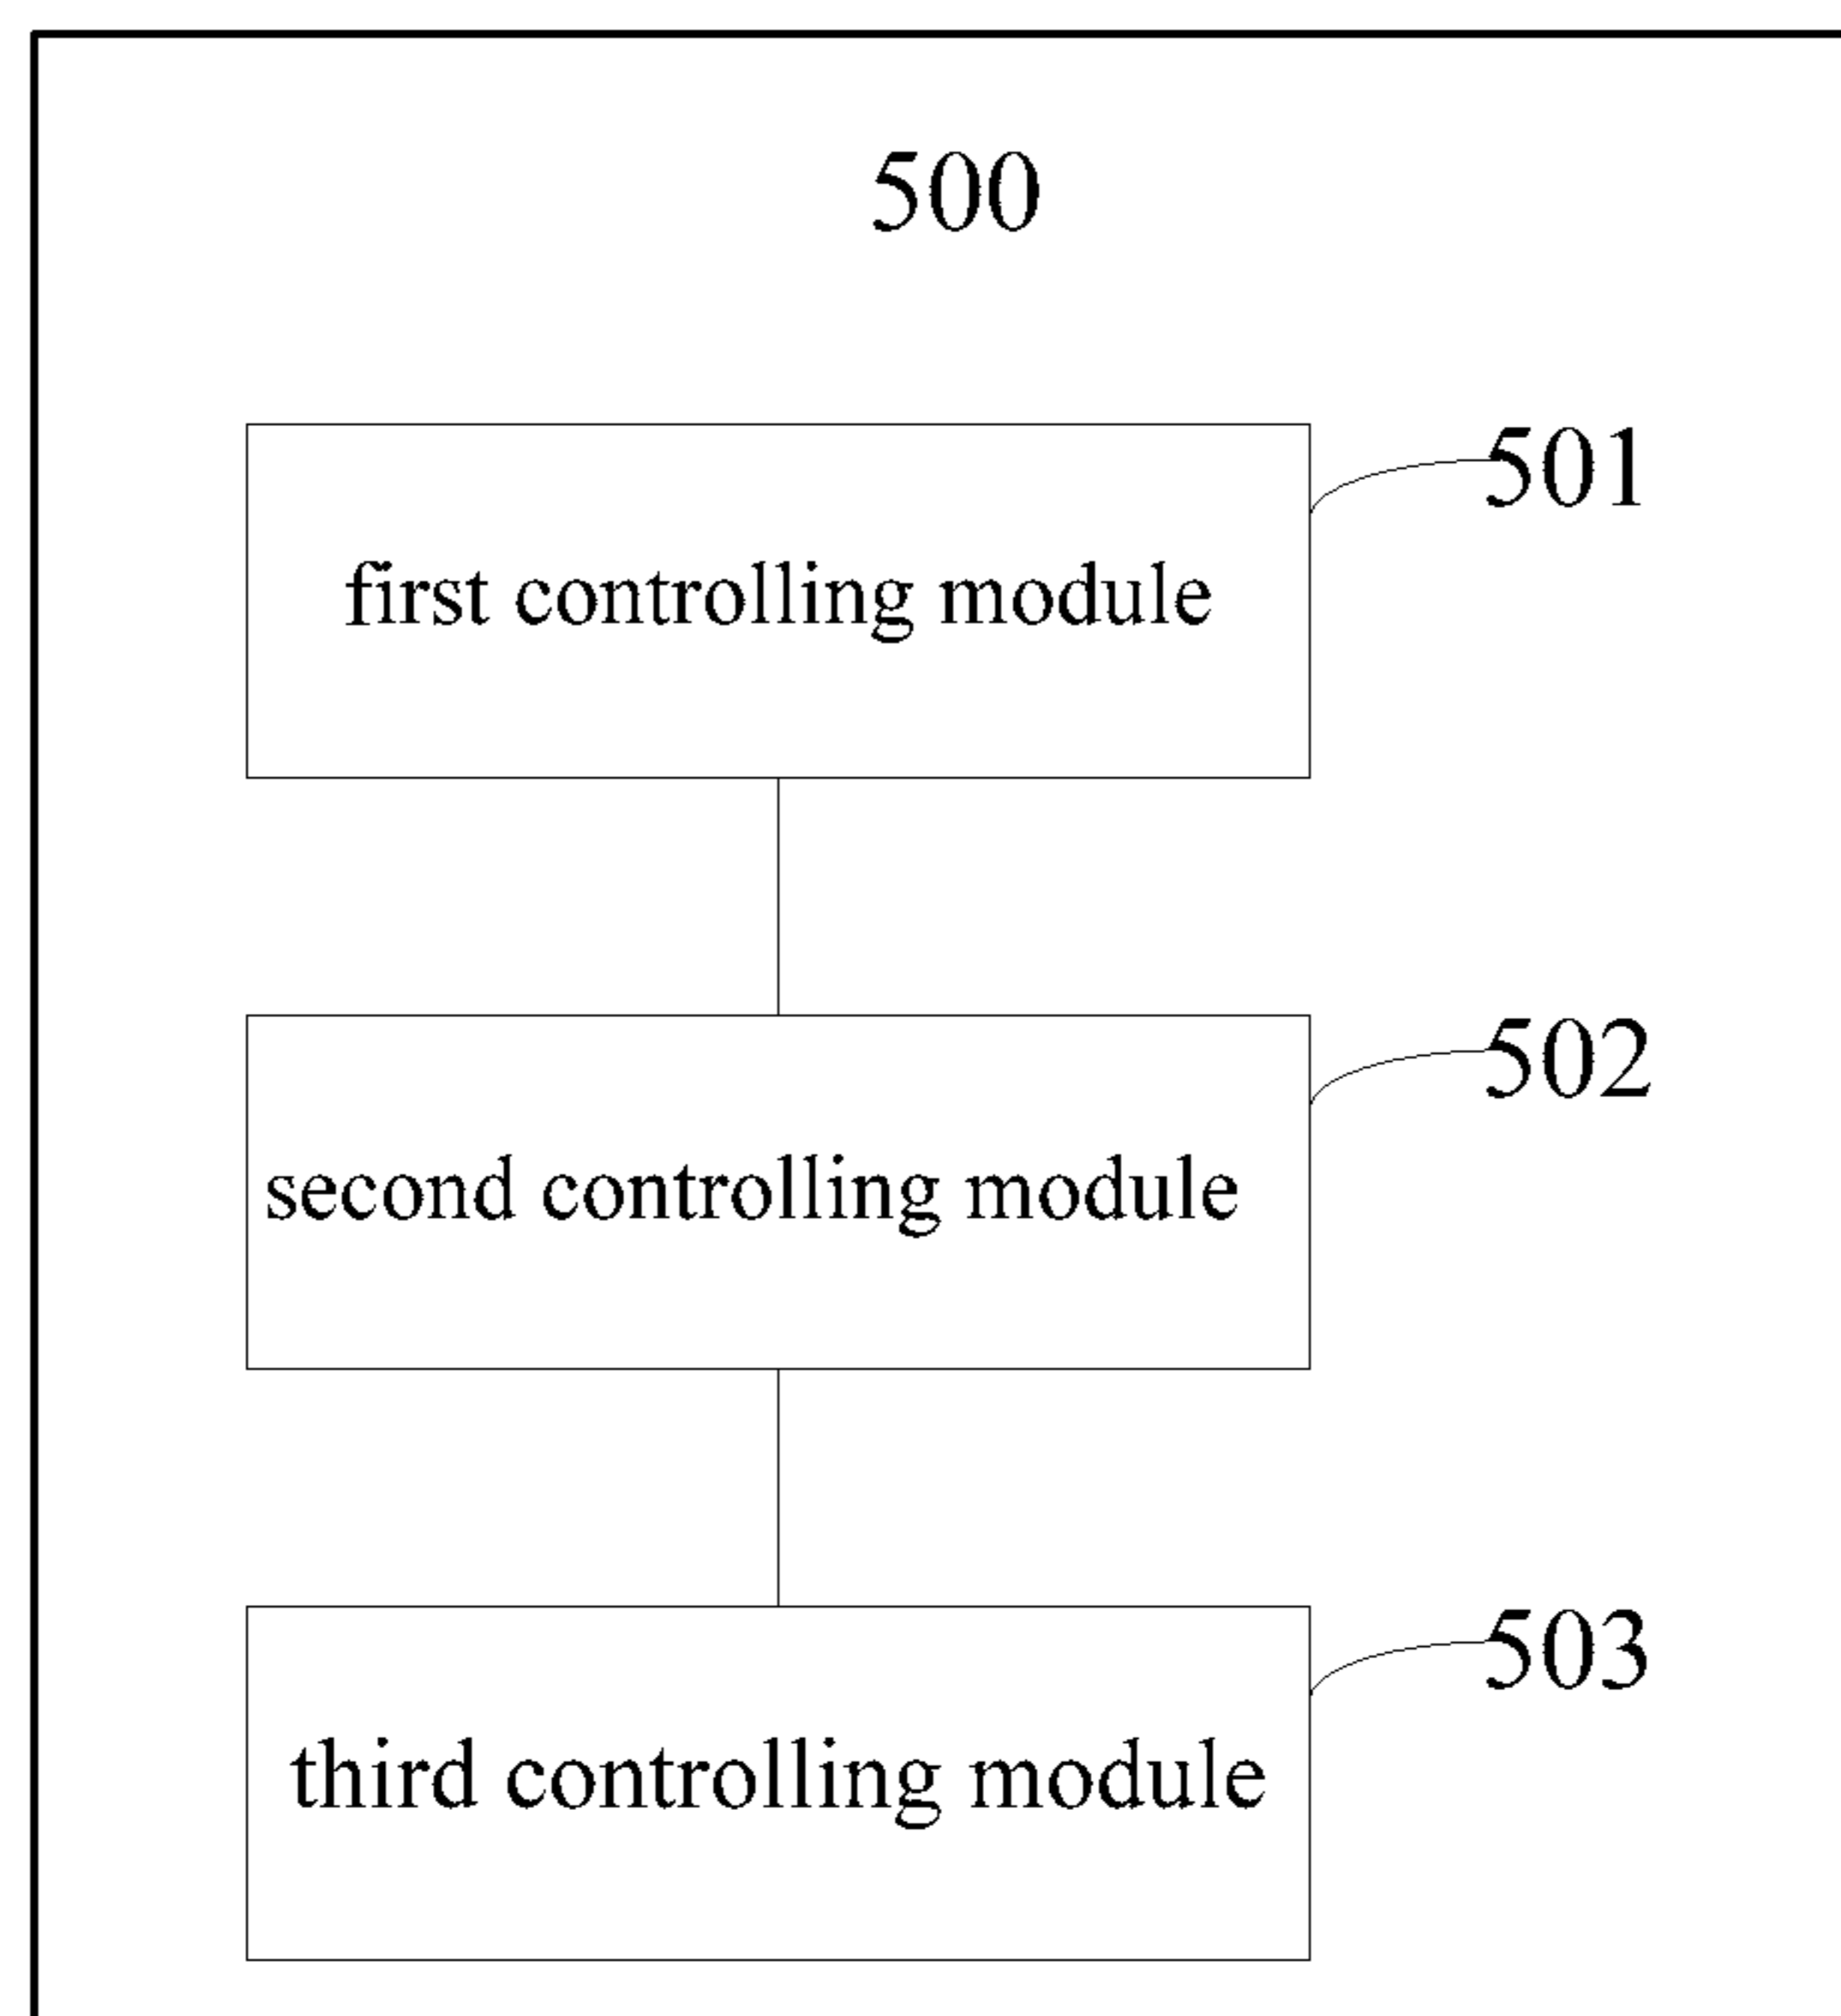 500
501
first controlling module
502
second controlling module
503
third controlling module